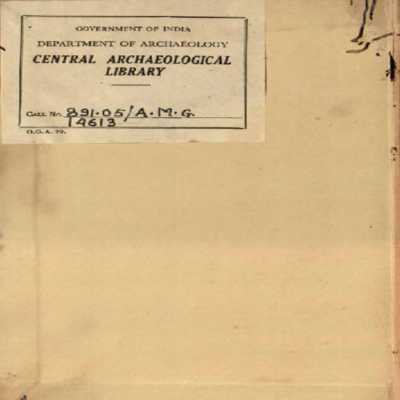 GOVERNMENT OF INDIA
DEPARTMENT OF ARCHAEOLOGY
CENTRAL ARCHAEOLOGICAL
LIBRARY
CALL No. 891.05/A.M.G.
14613
D.G.A. 79.